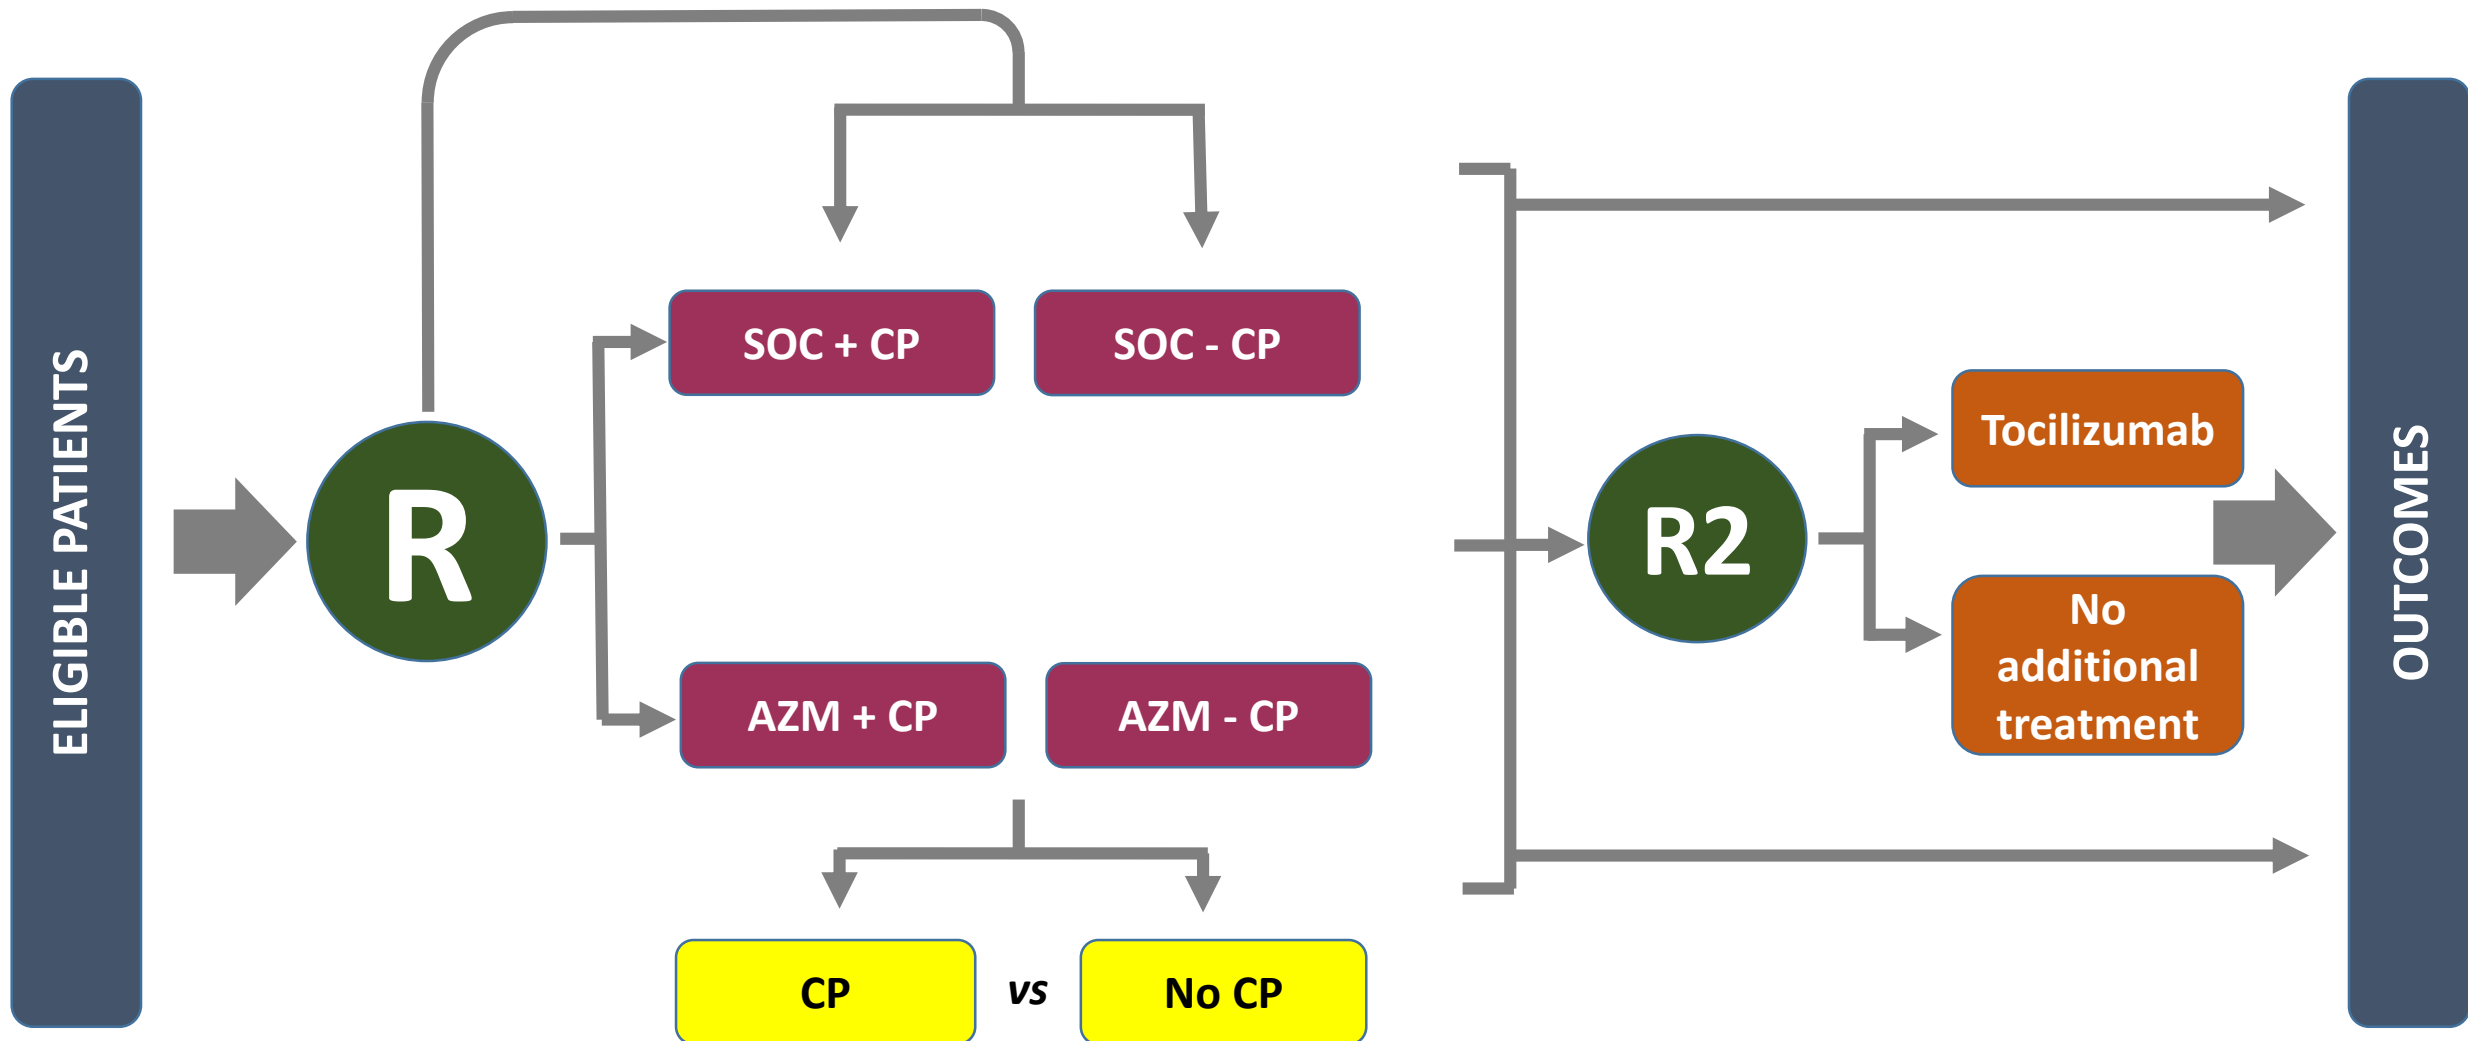 ELIGIBLE PATIENTS
R
SOC + CP
SOC - CP
AZM + CP
AZM - CP
CP
vs
No CP
R2
Tocilizumab
No
additional
treatment
OUTCOMES